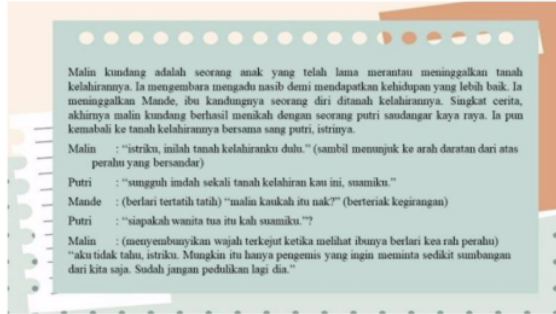 Malin kundang adalah seorang anak yang telah lama merantau meninggalkan tanah
kelahirannya. Ia mengembara mengadu nasib demi mendapatkan kehidupan yang lebih baik. Ia
meninggalkan Mande, ibu kandungnya seorang diri ditanah kelahirannya. Singkat cerita,
akhirnya malin kundang berhasil menikah dengan seorang putri saudangar kaya raya. Ia pun
kemabali ke tanah kelahirannya bersama sang putri, istrinya.
Malin : “istriku, inilah tanah kelahiranku dulu.” (sambil menunjuk ke arah daratan dari atas
perahu yang bersandar)
Putri : “sungguh imdah sekali tanah kelahiran kau ini, suamiku.”
Mande : (berlari tertatih tatih) “malin kaukah itu nak?” (berteriak kegirangan)
Putri : “siapakah wanita tua itu kah suamiku.”?
Malin : (menyembunyikan wajah terkejut ketika melihat ibunya berlari kea rah perahu)
“aku tidak tahu, istriku. Mungkin itu hanya pengemis yang ingin meminta sedikit sumbangan
dari kita saja. Sudah jangan pedulikan lagi dia.”